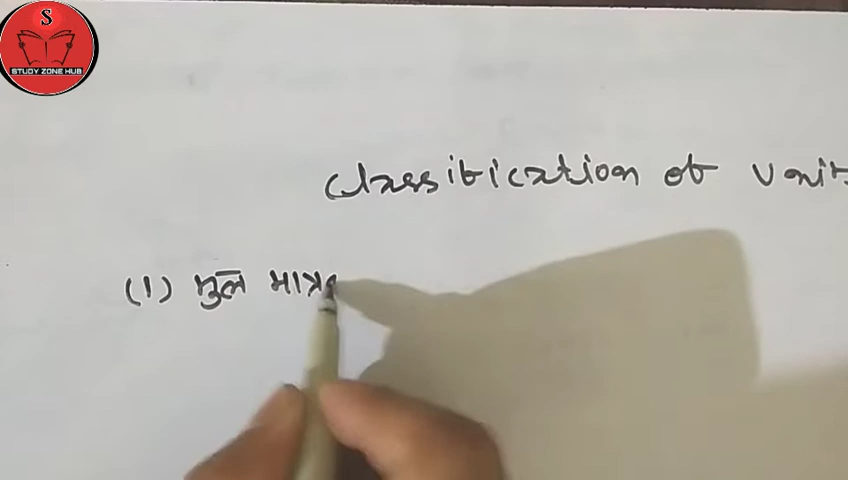 S
STUDY ZONE HUB
Classification of Unit
(1) मुल मात्र